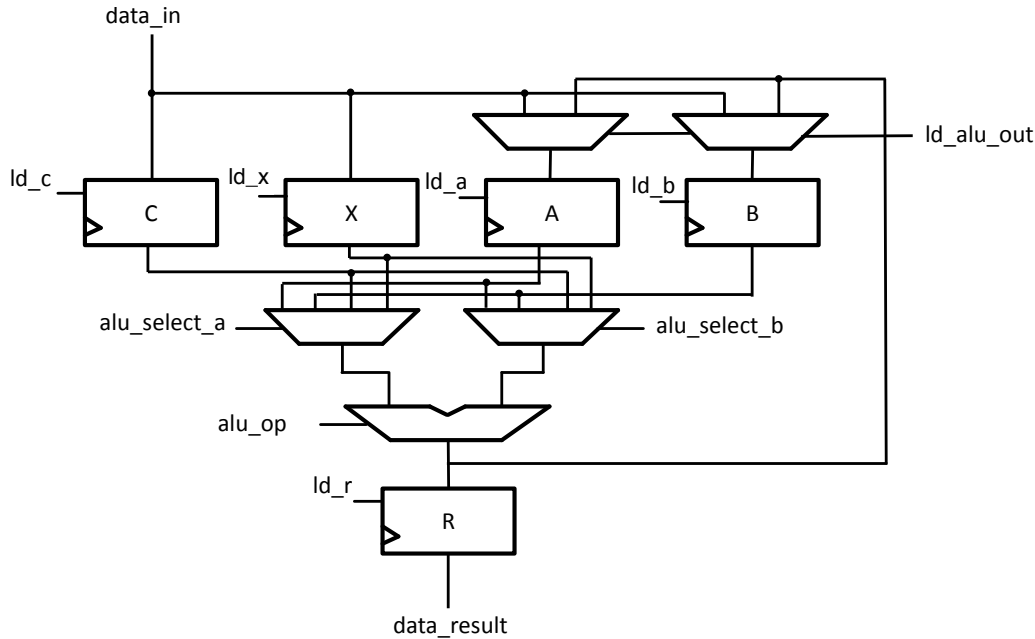 data_in
ld_alu_out
ld_c
ld_x
ld_a
ld_b
C
X
A
B
alu_select_a
alu_select_b
alu_op
ld_r
R
data_result